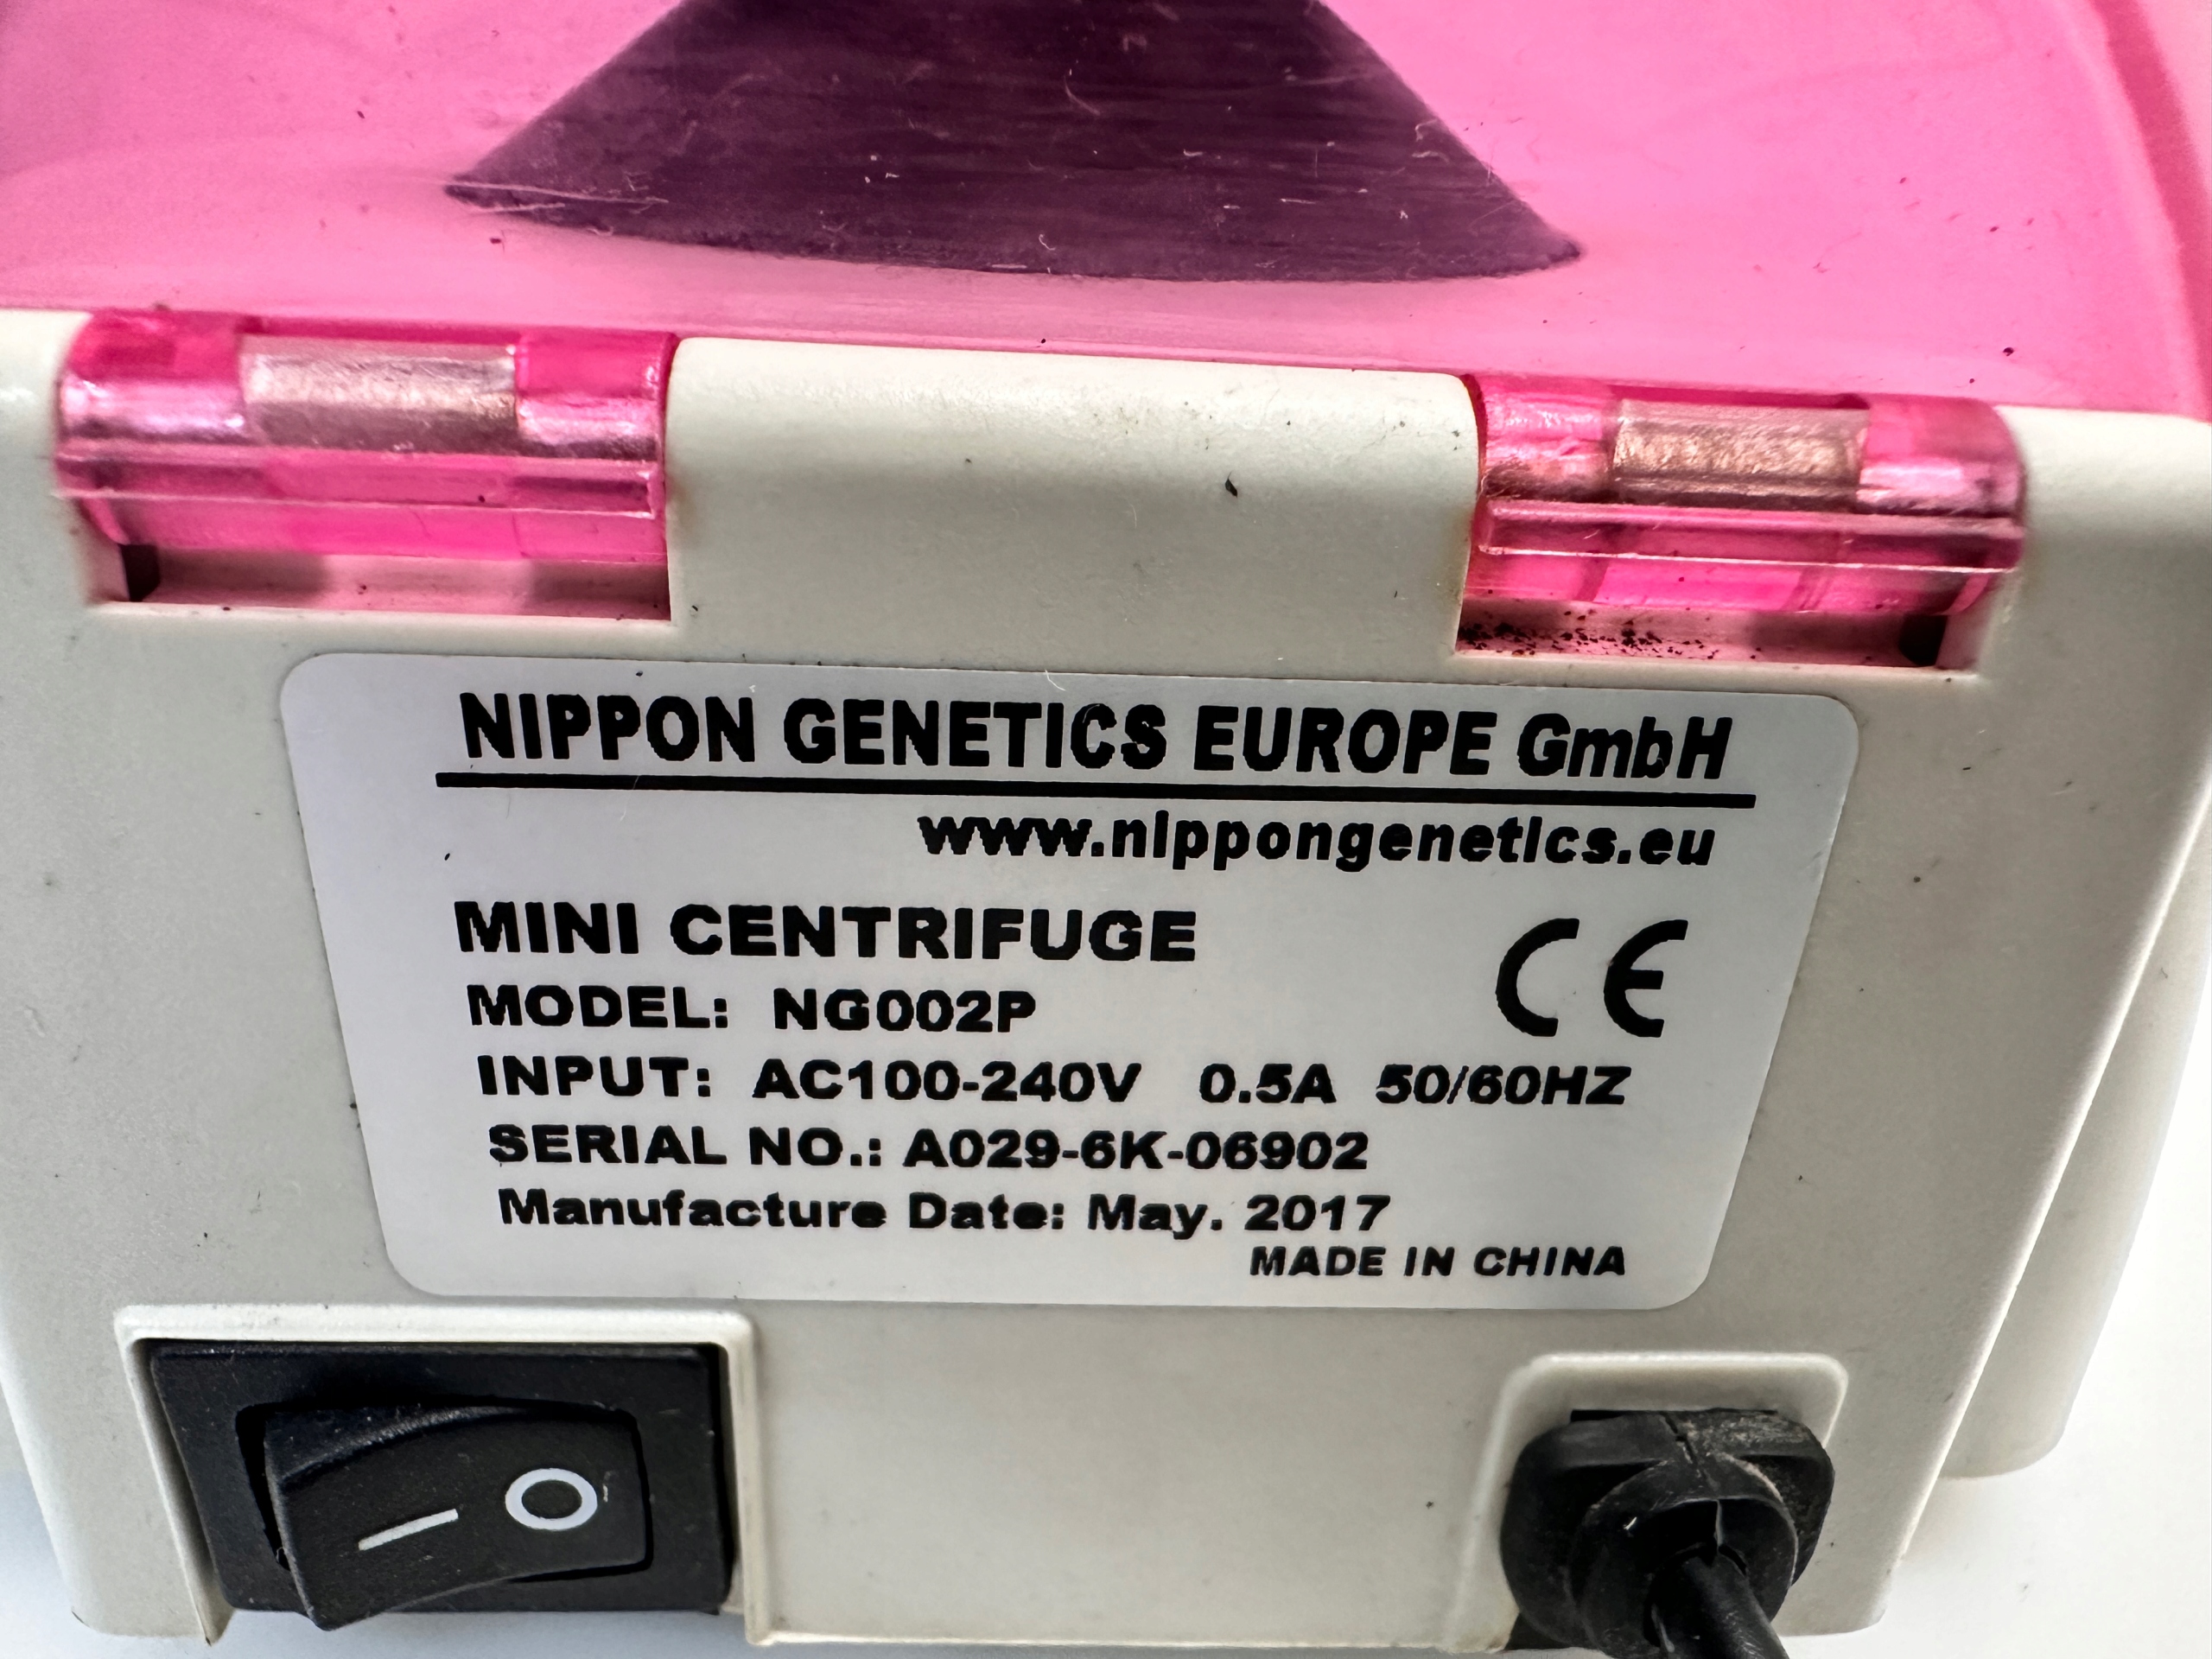 NIPPON GENETICS EUROPE GmbH
www.nippongenetics.eu
MINI CENTRIFUGE
CE
MODEL: NG002P
INPUT: AC100-240V 0.5A 50/60HZ
SERIAL NO.: A029-6K-06902
Manufacture Date: May. 2017
MADE IN CHINA